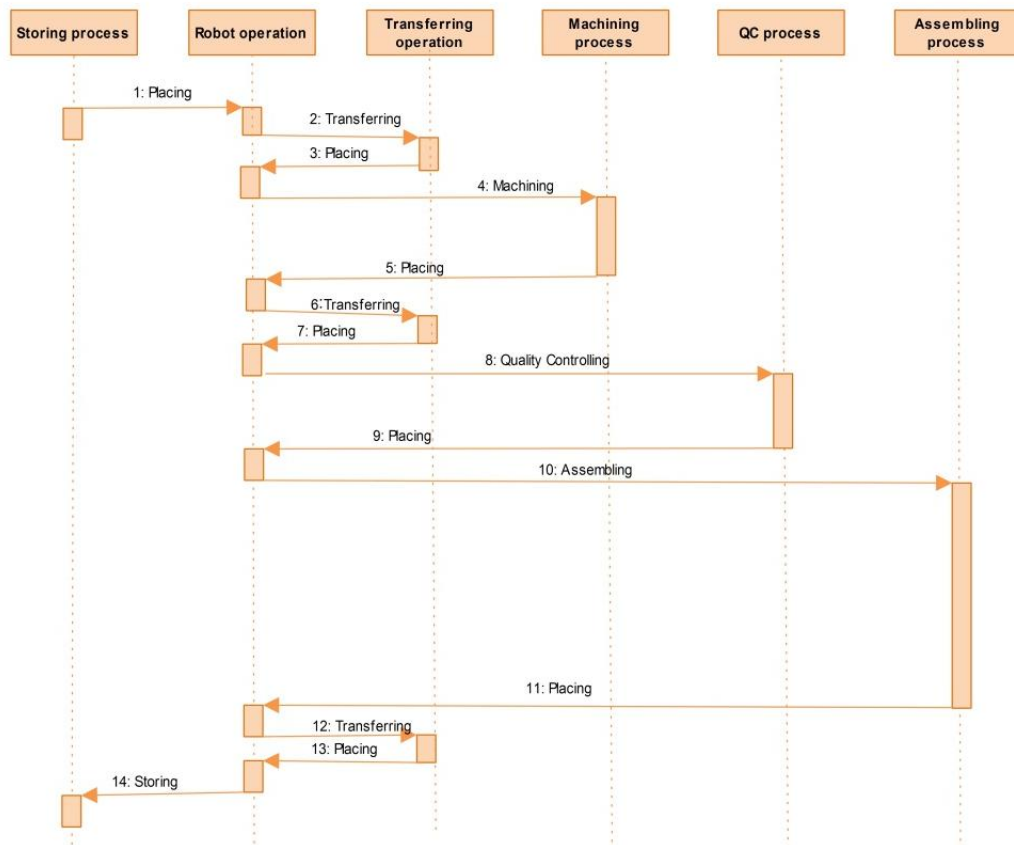 Storing process
Robot operation
Transferring
operation
Machining
process
QC process
Assembling
process
1: Placing
2: Transferring
3: Placing
4: Machining
5: Placing
6:Transferring
7: Placing
8: Quality Controlling
9: Placing
10: Assembling
11: Placing
12: Transferring
13: Placing
14: Storing